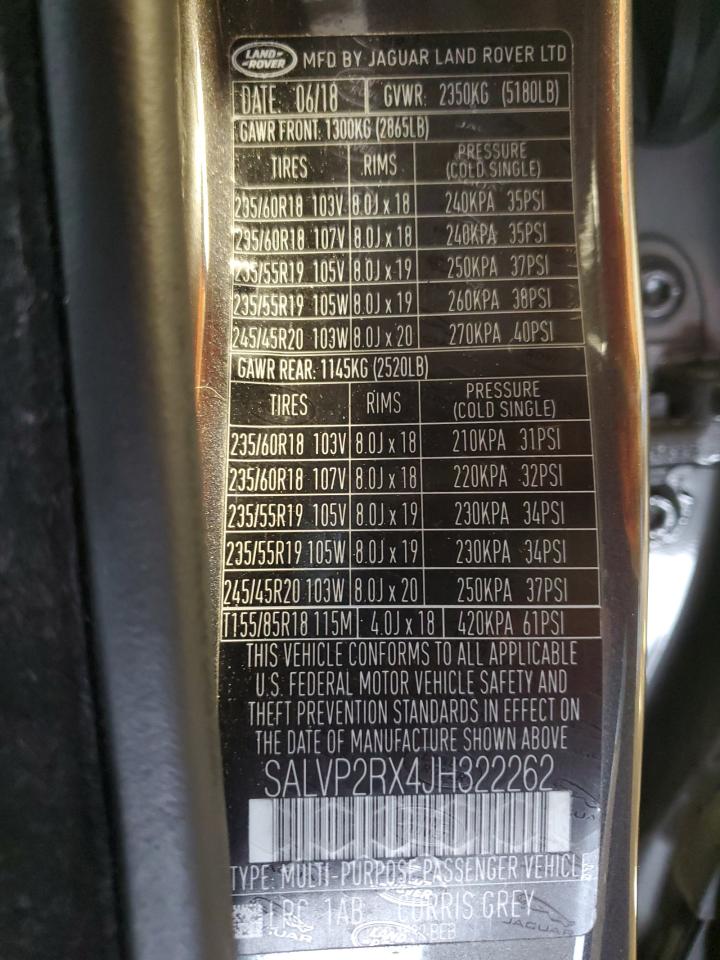 LAND ROVER MFD BY JAGUAR LAND ROVER LTD
DATE: 06/18 GVWR: 2350KG (5180LB)
GAWR FRONT: 1300KG (2865LB)
TIRES RIMS PRESSURE (COLD SINGLE)
235/60R18 103V 8.0J x 18 240KPA 35PSI
235/60R18 107V 8.0J x 18 240KPA 35PSI
235/55R19 105V 8.0J x 19 250KPA 37PSI
235/55R19 105W 8.0J x 19 260KPA 38PSI
245/45R20 103W 8.0J x 20 270KPA 40PSI
GAWR REAR: 1145KG (2520LB)
TIRES RIMS PRESSURE (COLD SINGLE)
235/60R18 103V 8.0J x 18 210KPA 31PSI
235/60R18 107V 8.0J x 18 220KPA 32PSI
235/55R19 105V 8.0J x 19 230KPA 34PSI
235/55R19 105W 8.0J x 19 230KPA 34PSI
245/45R20 103W 8.0J x 20 250KPA 37PSI
T155/85R18 115M 4.0J x 18 420KPA 61PSI
THIS VEHICLE CONFORMS TO ALL APPLICABLE
U.S. FEDERAL MOTOR VEHICLE SAFETY AND
THEFT PREVENTION STANDARDS IN EFFECT ON
THE DATE OF MANUFACTURE SHOWN ABOVE
SALVP2RX4JH322262
TYPE: MULTI-PURPOSE PASSENGER VEHICLE
LRC 1AB CORRIS GREY
JAGUAR
LAND ROVER
JAGUAR